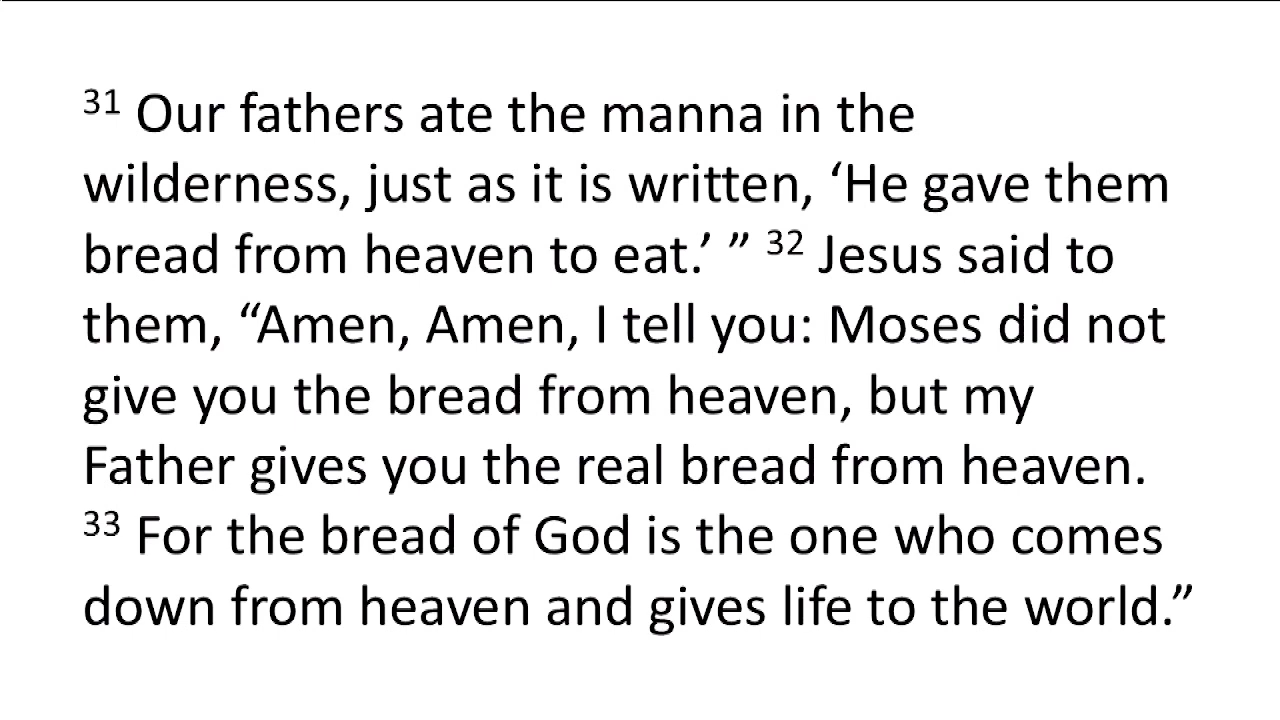 31 Our fathers ate the manna in the
wilderness, just as it is written, ‘He gave them
bread from heaven to eat.’ ” 32 Jesus said to
them, “Amen, Amen, I tell you: Moses did not
give you the bread from heaven, but my
Father gives you the real bread from heaven.
33 For the bread of God is the one who comes
down from heaven and gives life to the world.”